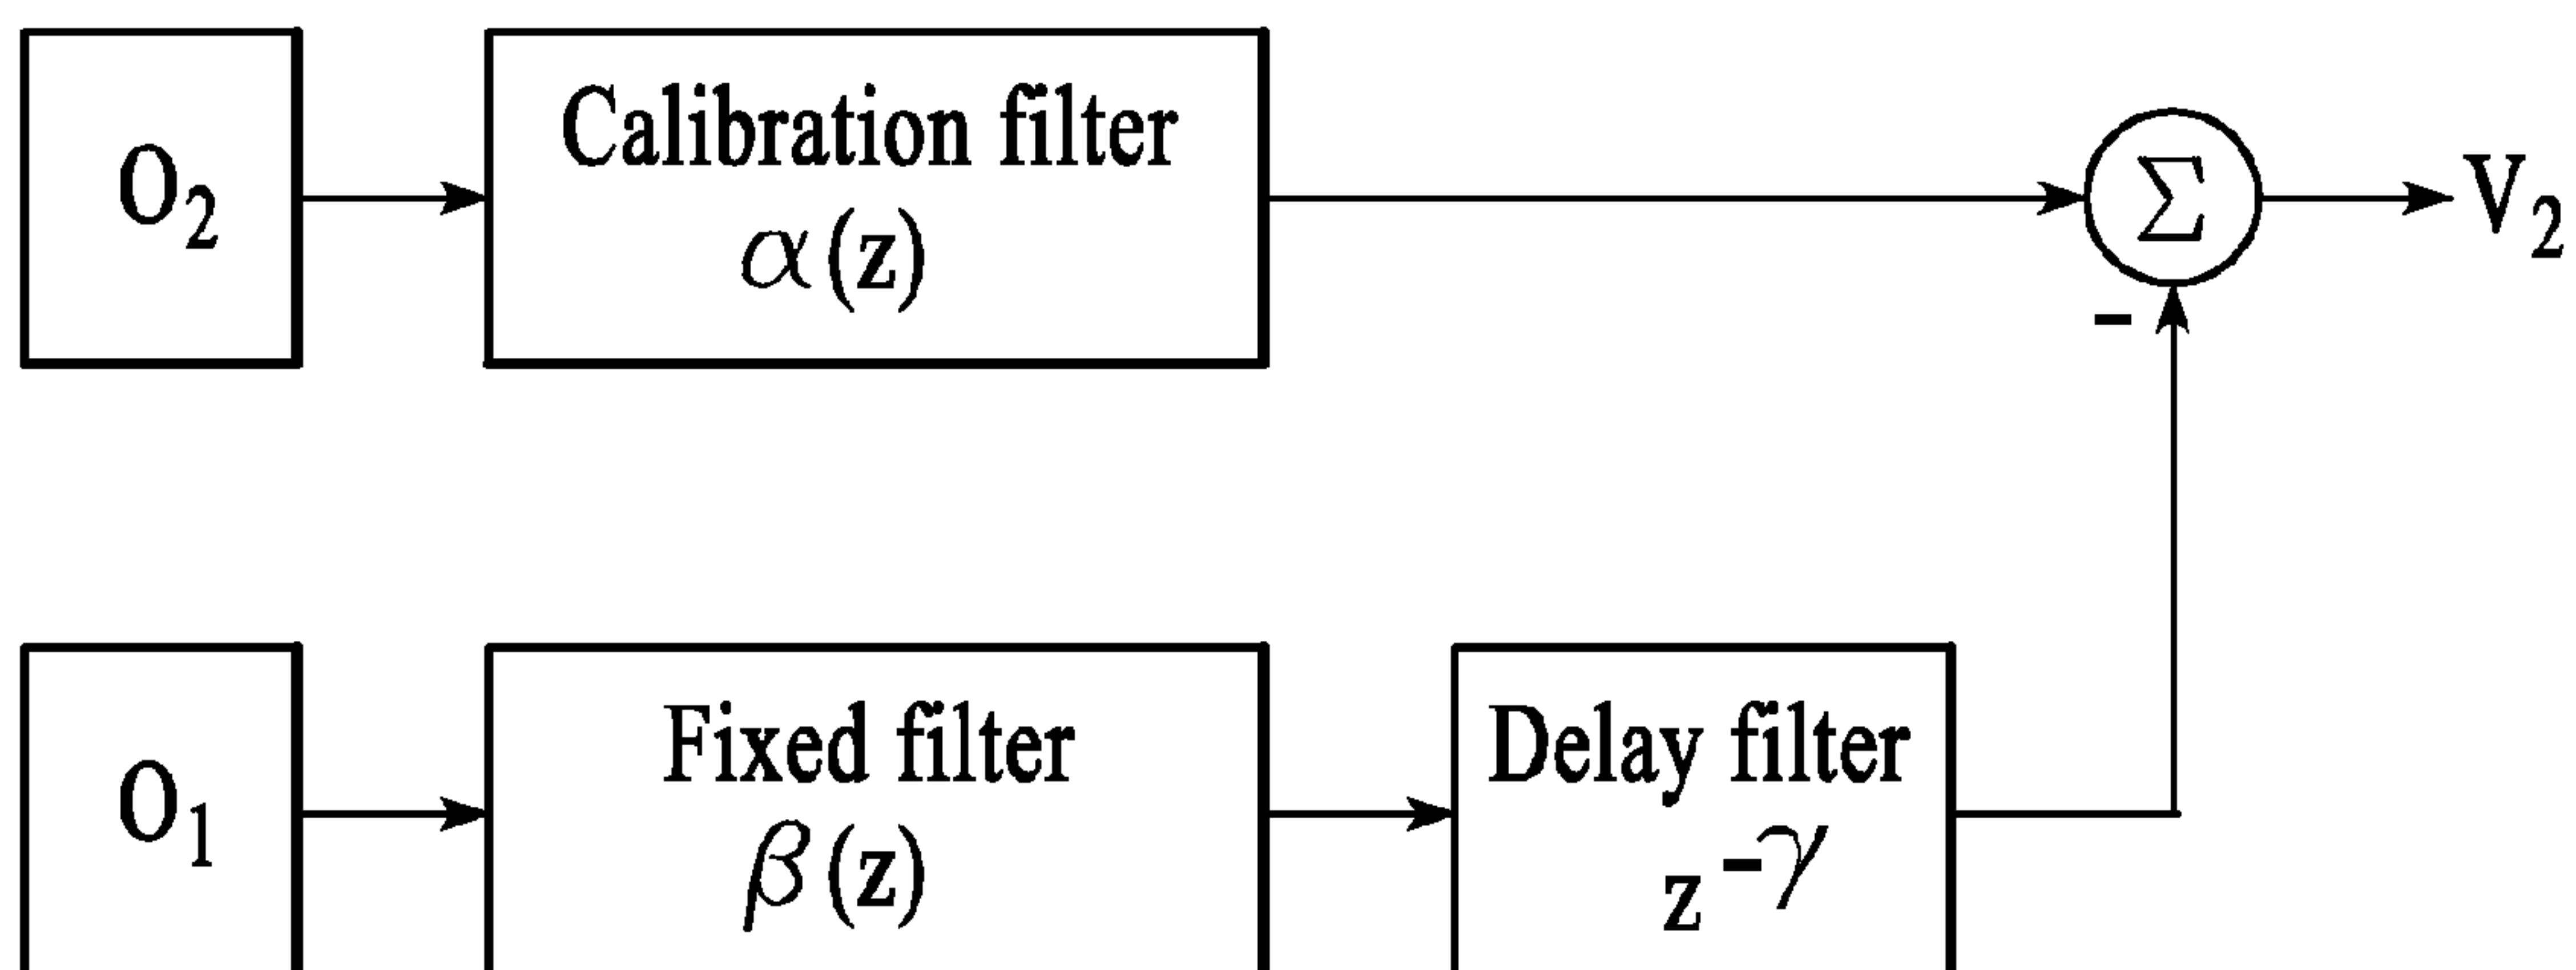 O₂
Calibration filter
α(z)
Σ
V₂
-
O₁
Fixed filter
β(z)
Delay filter
z⁻ᵞ